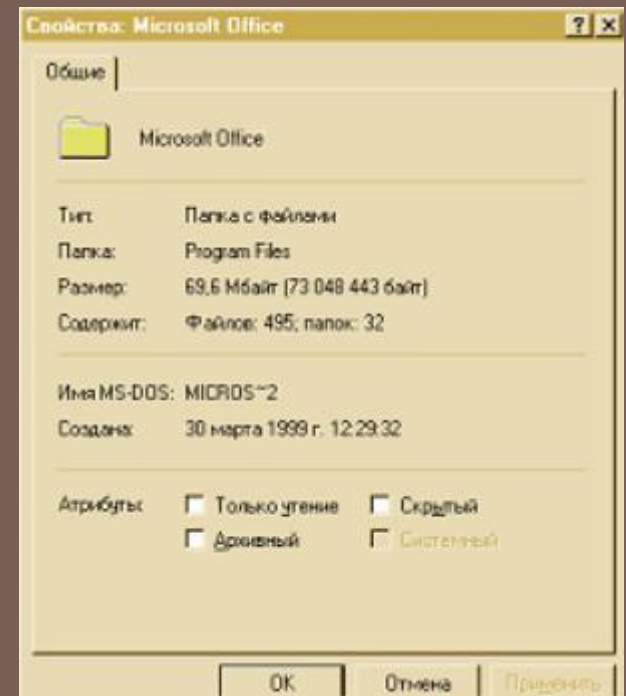 Свойства: Microsoft Office
Общие
Microsoft Office
Тип: Папка с файлами
Папка: Program Files
Размер: 69,6 Мбайт (73 048 443 байт)
Содержит: Файлов: 495; папок: 32
Имя MS-DOS: MICROS~2
Создана: 30 марта 1999 г. 12:29:32
Атрибуты: Только чтение Скрытый
Архивный Системный
OK Отмена Применить